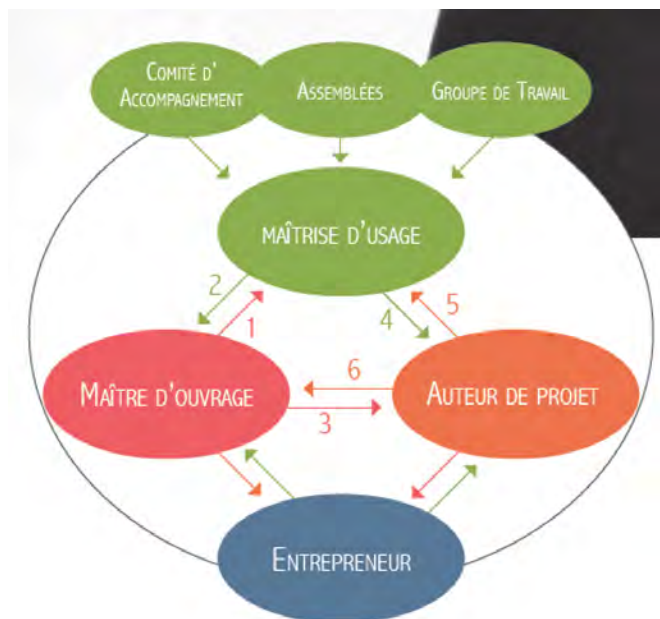 Comité d'
Accompagnement
Assemblées
Groupe de Travail
maîtrise d'usage
2
1
4
5
Maître d'ouvrage
6
3
Auteur de projet
Entrepreneur